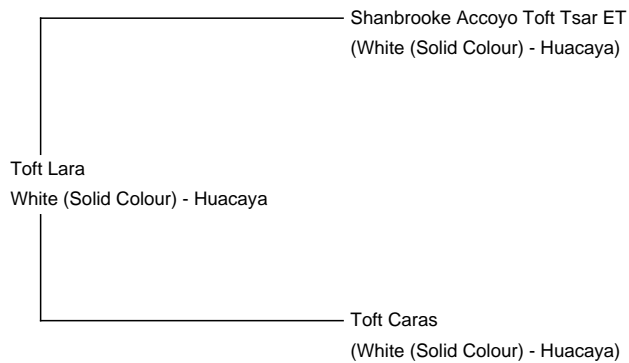 Shanbrooke Accoyo Toft Tsar ET
(White (Solid Colour) - Huacaya)
Toft Lara
White (Solid Colour) - Huacaya
Toft Caras
(White (Solid Colour) - Huacaya)